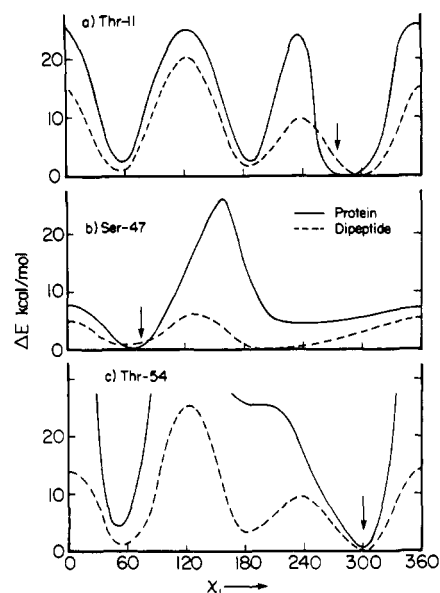 a) Thr-11
20
10
0
b) Ser-47
Protein
Dipeptide
20
10
0
ΔE kcal/mol
c) Thr-54
20
10
0
0 60 120 180 240 300 360
χ₁ →